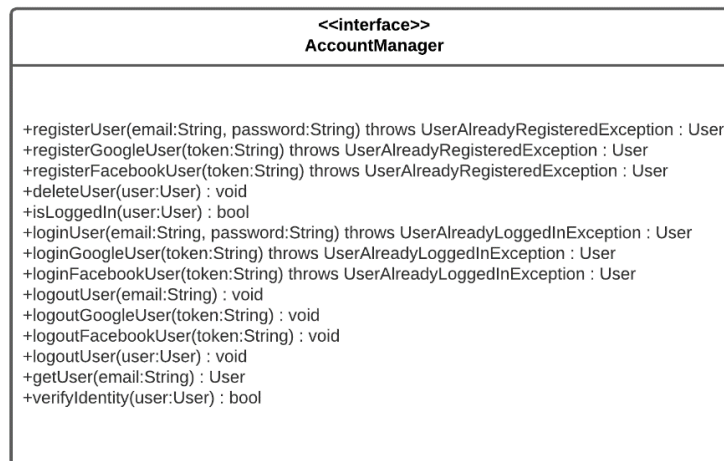 <<interface>>
AccountManager
+registerUser(email:String, password:String) throws UserAlreadyRegisteredException : User
+registerGoogleUser(token:String) throws UserAlreadyRegisteredException : User
+registerFacebookUser(token:String) throws UserAlreadyRegisteredException : User
+deleteUser(user:User) : void
+isLoggedIn(user:User) : bool
+loginUser(email:String, password:String) throws UserAlreadyLoggedInException : User
+loginGoogleUser(token:String) throws UserAlreadyLoggedInException : User
+loginFacebookUser(token:String) throws UserAlreadyLoggedInException : User
+logoutUser(email:String) : void
+logoutGoogleUser(token:String) : void
+logoutFacebookUser(token:String) : void
+logoutUser(user:User) : void
+getUser(email:String) : User
+verifyIdentity(user:User) : bool